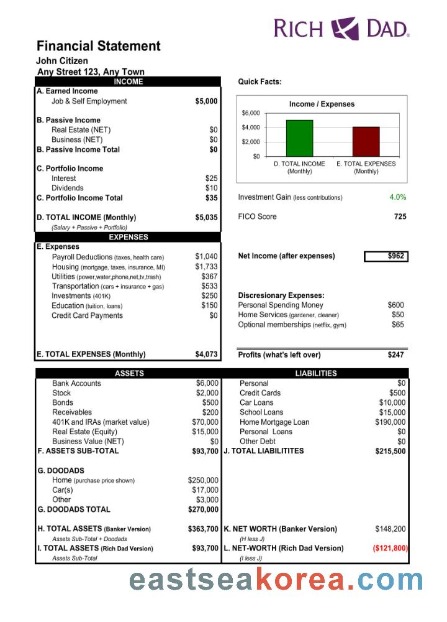 RICH DAD.
Financial Statement
John Citizen
Any Street 123, Any Town
INCOME
A. Earned Income
Job & Self Employment $5,000
B. Passive Income
Real Estate (NET) $0
Business (NET) $0
B. Passive Income Total $0
C. Portfolio Income
Interest $25
Dividends $10
C. Portfolio Income Total $35
D. TOTAL INCOME (Monthly) $5,035
(Salary + Passive + Portfolio)
EXPENSES
E. Expenses
Payroll Deductions (taxes, health care) $1,040
Housing (mortgage, taxes, insurance, MI) $1,733
Utilities (power,water,phone,net,tv,trash) $367
Transportation (cars + insurance + gas) $533
Investments (401K) $250
Education (tuition, loans) $150
Credit Card Payments $0
E. TOTAL EXPENSES (Monthly) $4,073
Quick Facts:
Income / Expenses
$6,000
$4,000
$2,000
$0
D. TOTAL INCOME E. TOTAL EXPENSES
(Monthly) (Monthly)
Investment Gain (less contributions) 4.0%
FICO Score 725
Net Income (after expenses) $962
Discresionary Expenses:
Personal Spending Money $600
Home Services (gardener, cleaner) $50
Optional memberships (netflix, gym) $65
Profits (what's left over) $247
ASSETS
Bank Accounts $6,000
Stock $2,000
Bonds $500
Receivables $200
401K and IRAs (market value) $70,000
Real Estate (Equity) $15,000
Business Value (NET) $0
F. ASSETS SUB-TOTAL $93,700
G. DOODADS
Home (purchase price shown) $250,000
Car(s) $17,000
Other $3,000
G. DOODADS TOTAL $270,000
H. TOTAL ASSETS (Banker Version) $363,700
Assets Sub-Total + Doodads
I. TOTAL ASSETS (Rich Dad Version) $93,700
Assets Sub-Total
LIABILITIES
Personal $0
Credit Cards $500
Car Loans $10,000
School Loans $15,000
Home Mortgage Loan $190,000
Personal Loans $0
Other Debt $0
J. TOTAL LIABILITITES $215,500
K. NET WORTH (Banker Version) $148,200
(H less J)
L. NET-WORTH (Rich Dad Version) ($121,800)
(I less J)
eastseakorea.com